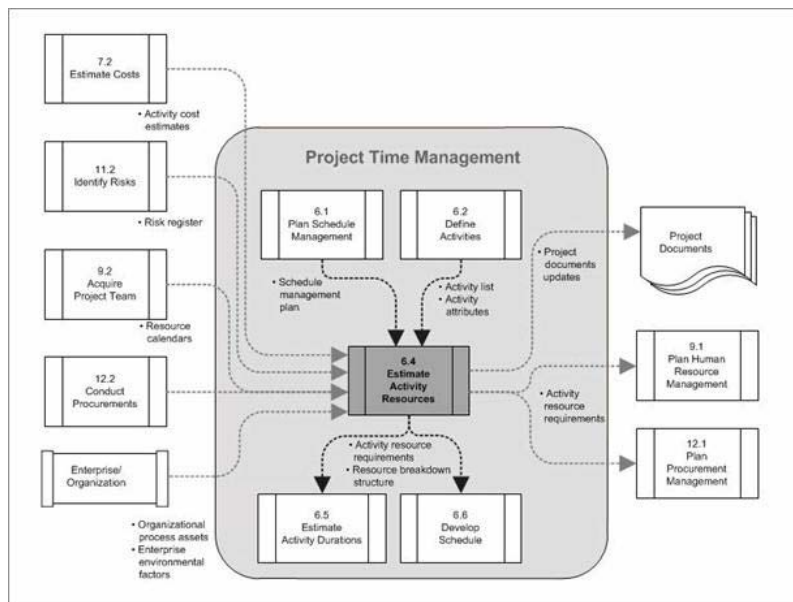 7.2
Estimate Costs
• Activity cost
estimates
11.2
Identify Risks
• Risk register
9.2
Acquire
Project Team
• Resource
calendars
12.2
Conduct
Procurements
Enterprise/
Organization
• Organizational
process assets
• Enterprise
environmental
factors
Project Time Management
6.1
Plan Schedule
Management
• Schedule
management
plan
6.2
Define
Activities
• Activity list
• Activity
attributes
6.4
Estimate
Activity
Resources
• Activity resource
requirements
• Resource breakdown
structure
6.5
Estimate
Activity Durations
6.6
Develop
Schedule
• Project documents
updates
Project
Documents
9.1
Plan Human
Resource
Management
• Activity
resource
requirements
12.1
Plan
Procurement
Management